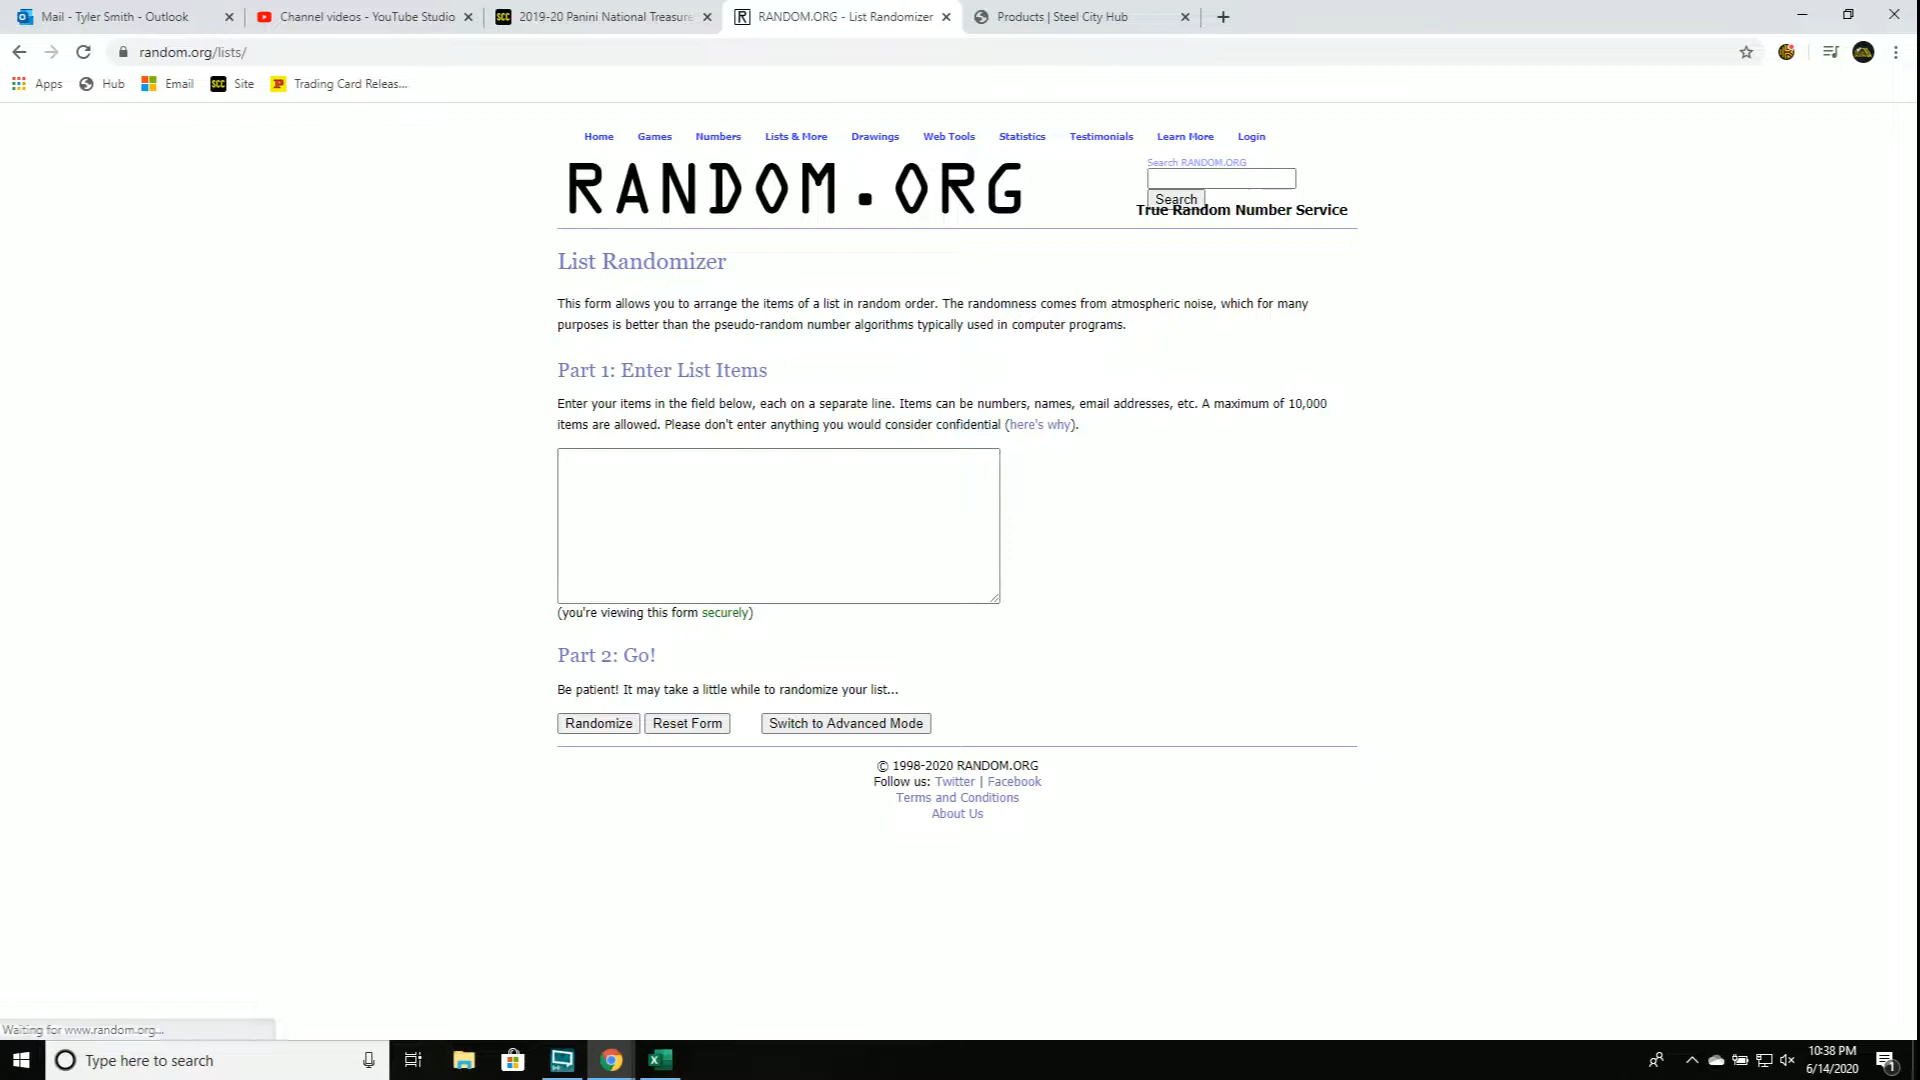 Mail - Tyler Smith - Outlook
Channel videos - YouTube Studio
SCC 2019-20 Panini National Treasure
R RANDOM.ORG - List Randomizer
Products | Steel City Hub
random.org/lists/
Apps Hub Email SCC Site Trading Card Releas...
Home Games Numbers Lists & More Drawings Web Tools Statistics Testimonials Learn More Login
RANDOM.ORG
Search RANDOM.ORG
Search
True Random Number Service
List Randomizer
This form allows you to arrange the items of a list in random order. The randomness comes from atmospheric noise, which for many
purposes is better than the pseudo-random number algorithms typically used in computer programs.
Part 1: Enter List Items
Enter your items in the field below, each on a separate line. Items can be numbers, names, email addresses, etc. A maximum of 10,000
items are allowed. Please don't enter anything you would consider confidential (here's why).
(you're viewing this form securely)
Part 2: Go!
Be patient! It may take a little while to randomize your list...
Randomize Reset Form Switch to Advanced Mode
© 1998-2020 RANDOM.ORG
Follow us: Twitter | Facebook
Terms and Conditions
About Us
Waiting for www.random.org...
Type here to search
10:38 PM
6/14/2020
1